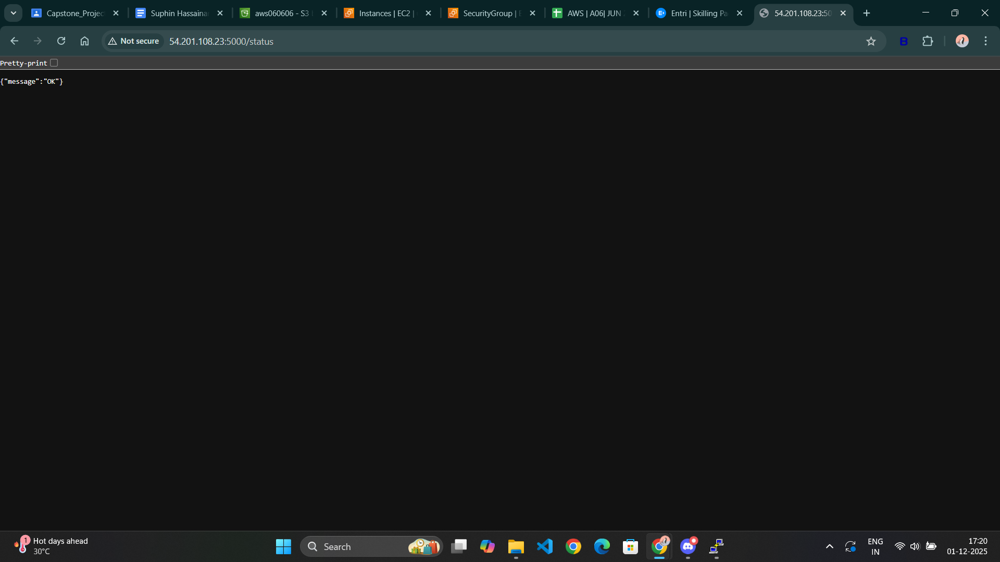 Capstone_Projec
Suphin Hassaina
aws060606 - S3
Instances | EC2 |
SecurityGroup | E
AWS | A06| JUN
Entri | Skilling Pa
54.201.108.23:50
Not secure
54.201.108.23:5000/status
B
Pretty-print
{"message":"OK"}
1
Hot days ahead
30°C
Search
ENG
IN
17:20
01-12-2025